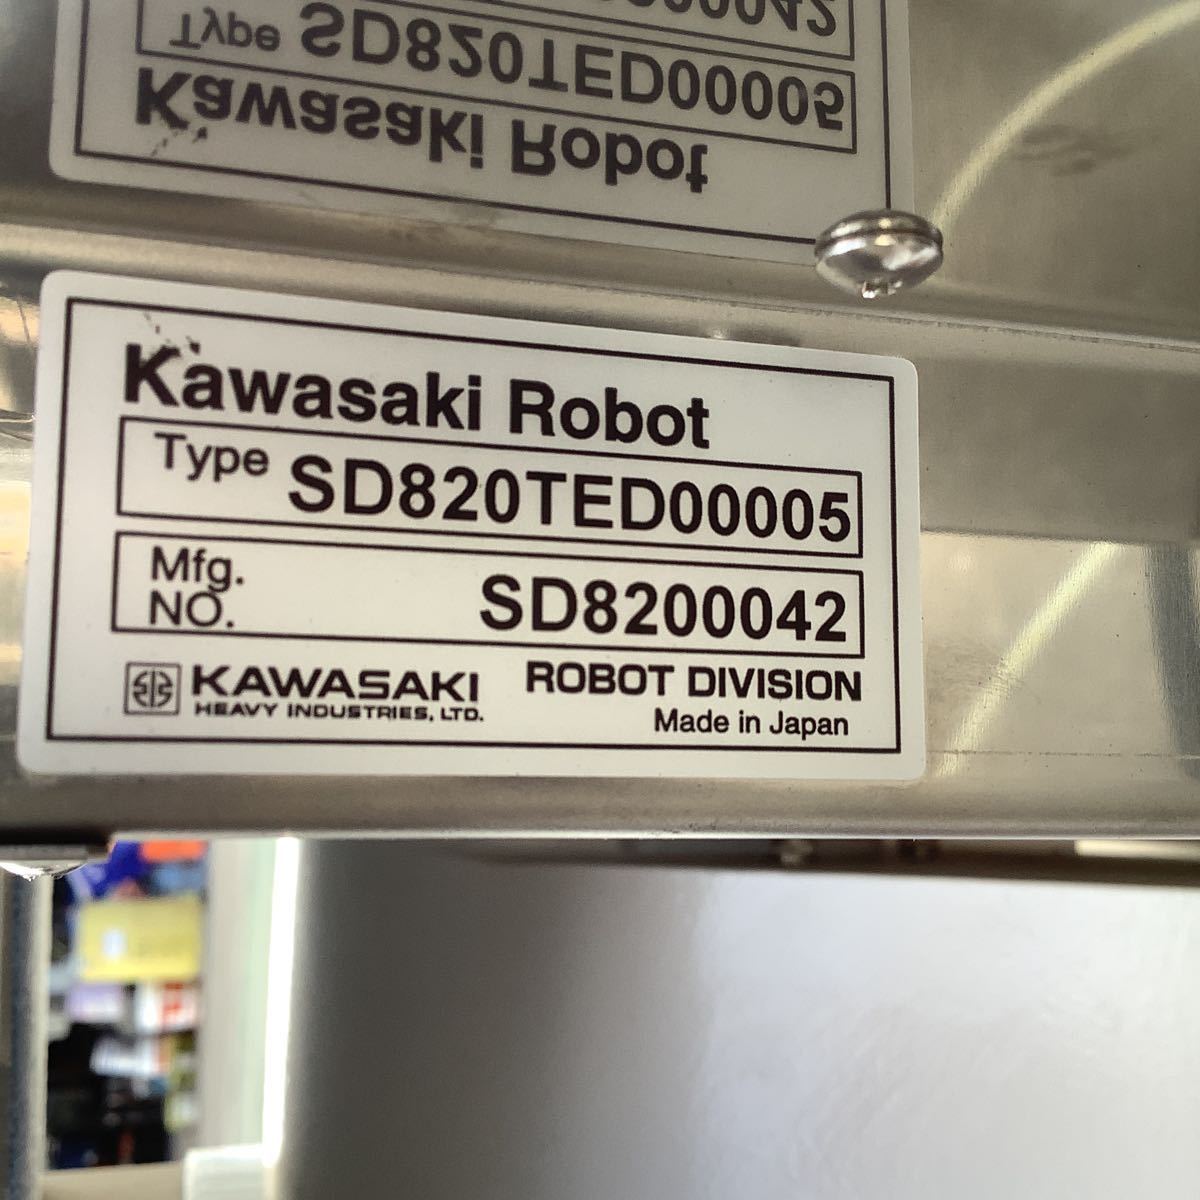 Kawasaki Robot
Type SD820TED00005
Mfg. NO. SD8200042
KAWASAKI HEAVY INDUSTRIES, LTD. ROBOT DIVISION
Made in Japan